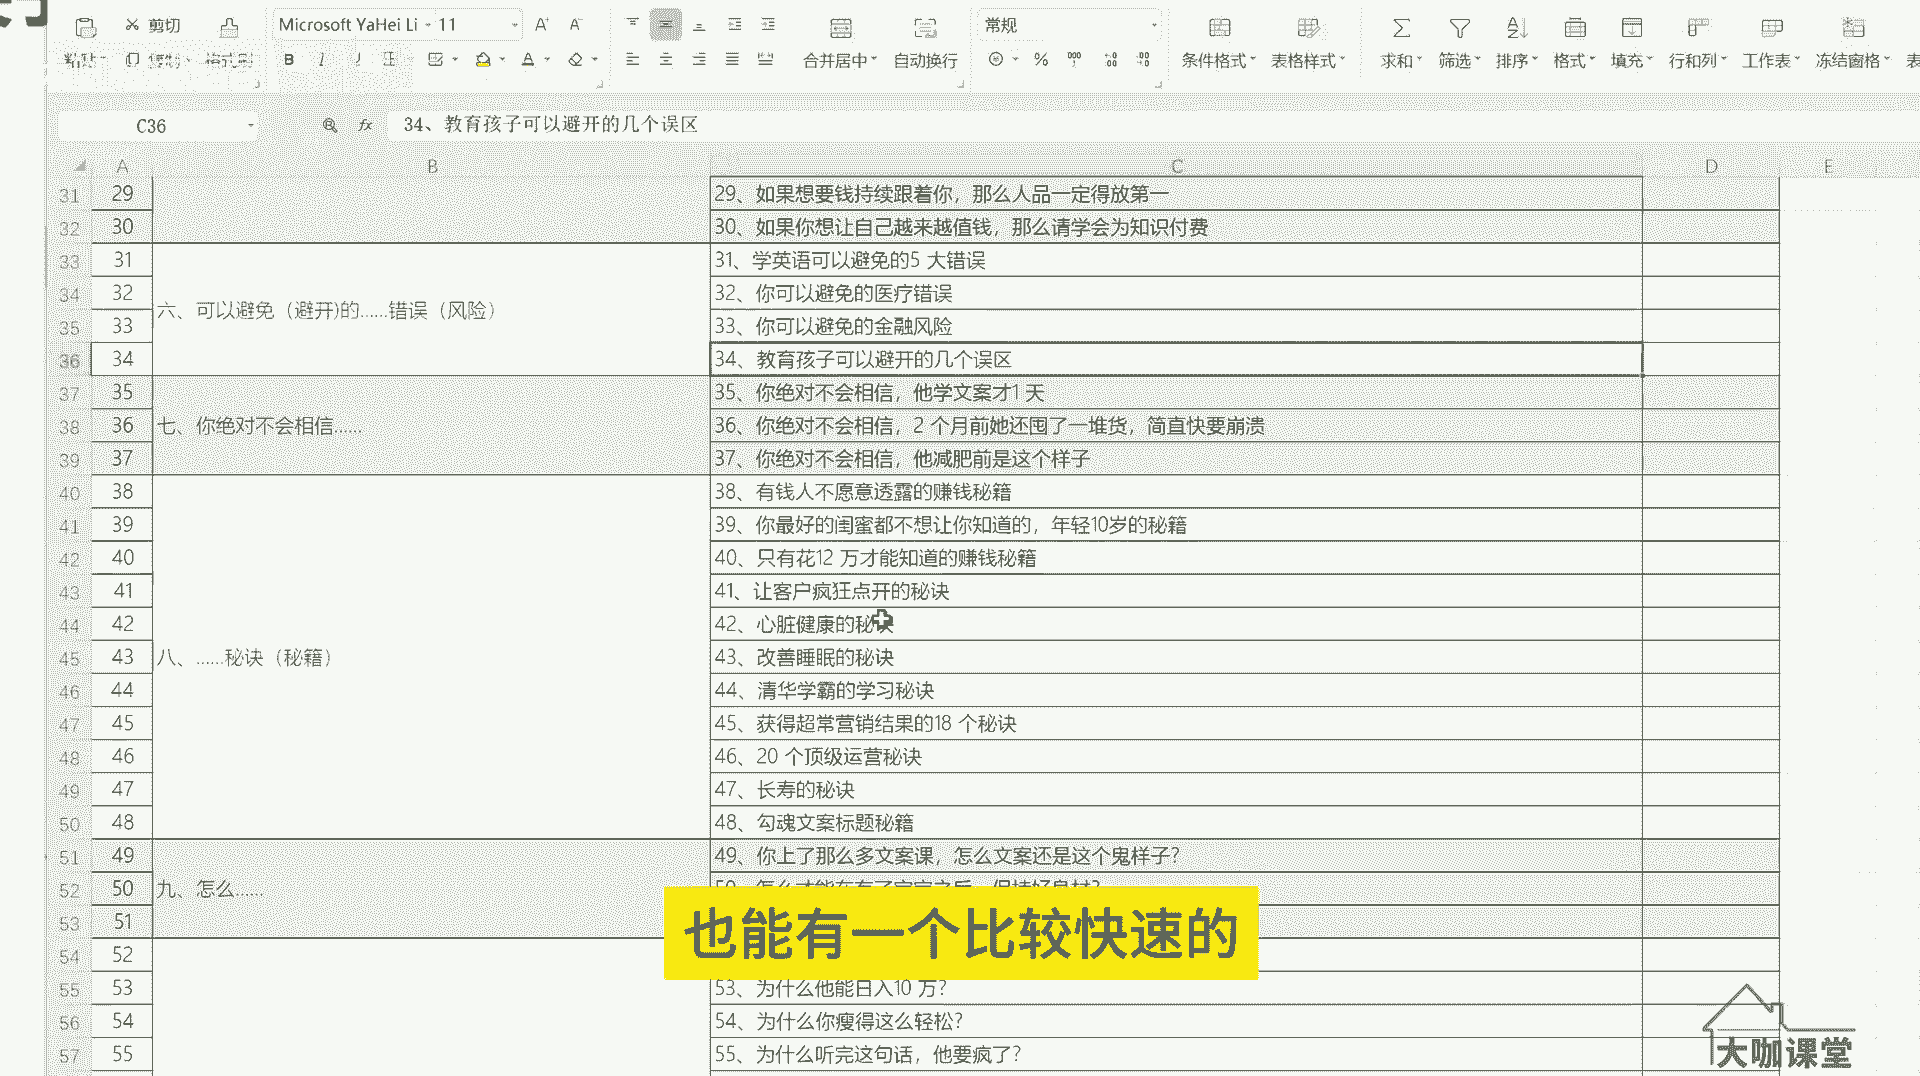 剪切
Microsoft YaHei Li
11
常规
粘贴
复制
格式刷
B
I
U
合并居中
自动换行
%
条件格式
表格样式
求和
筛选
排序
格式
填充
行和列
工作表
冻结窗格
C36
fx
34、教育孩子可以避开的几个误区
A B C D E
31 29 29、如果想要钱持续跟着你，那么人品一定得放第一
32 30 30、如果你想让自己越来越值钱，那么请学会为知识付费
33 31 31、学英语可以避免的5 大错误
34 32 32、你可以避免的医疗错误
六、可以避免（避开)的……错误（风险）
35 33 33、你可以避免的金融风险
36 34 34、教育孩子可以避开的几个误区
37 35 35、你绝对不会相信，他学文案才1 天
38 36 七、你绝对不会相信…… 36、你绝对不会相信，2 个月前她还囤了一堆货，简直快要崩溃
39 37 37、你绝对不会相信，他减肥前是这个样子
40 38 38、有钱人不愿意透露的赚钱秘籍
41 39 39、你最好的闺蜜都不想让你知道的，年轻10岁的秘籍
42 40 40、只有花12 万才能知道的赚钱秘籍
43 41 41、让客户疯狂点开的秘诀
44 42 42、心脏健康的秘诀
45 43 八、……秘诀（秘籍） 43、改善睡眠的秘诀
46 44 44、清华学霸的学习秘诀
47 45 45、获得超常营销结果的18 个秘诀
48 46 46、20 个顶级运营秘诀
49 47 47、长寿的秘诀
50 48 48、勾魂文案标题秘籍
51 49 49、你上了那么多文案课，怎么文案还是这个鬼样子？
52 50 九、怎么……
53 51
也能有一个比较快速的
54 52
55 53 53、为什么他能日入10 万？
56 54 54、为什么你瘦得这么轻松？
57 55 55、为什么听完这句话，他要疯了？
大咖课堂